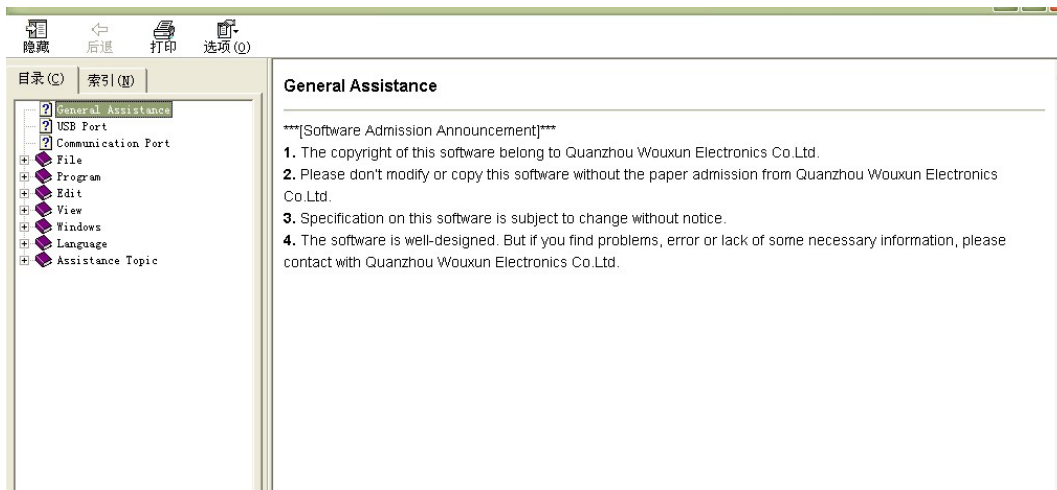 隐藏 后退 打印 选项(O)
目录(C) 索引(N)
General Assistance
USB Port
Communication Port
File
Program
Edit
View
Windows
Language
Assistance Topic
General Assistance
***[Software Admission Announcement]***
1. The copyright of this software belong to Quanzhou Wouxun Electronics Co.Ltd.
2. Please don't modify or copy this software without the paper admission from Quanzhou Wouxun Electronics
Co.Ltd.
3. Specification on this software is subject to change without notice.
4. The software is well-designed. But if you find problems, error or lack of some necessary information, please
contact with Quanzhou Wouxun Electronics Co.Ltd.